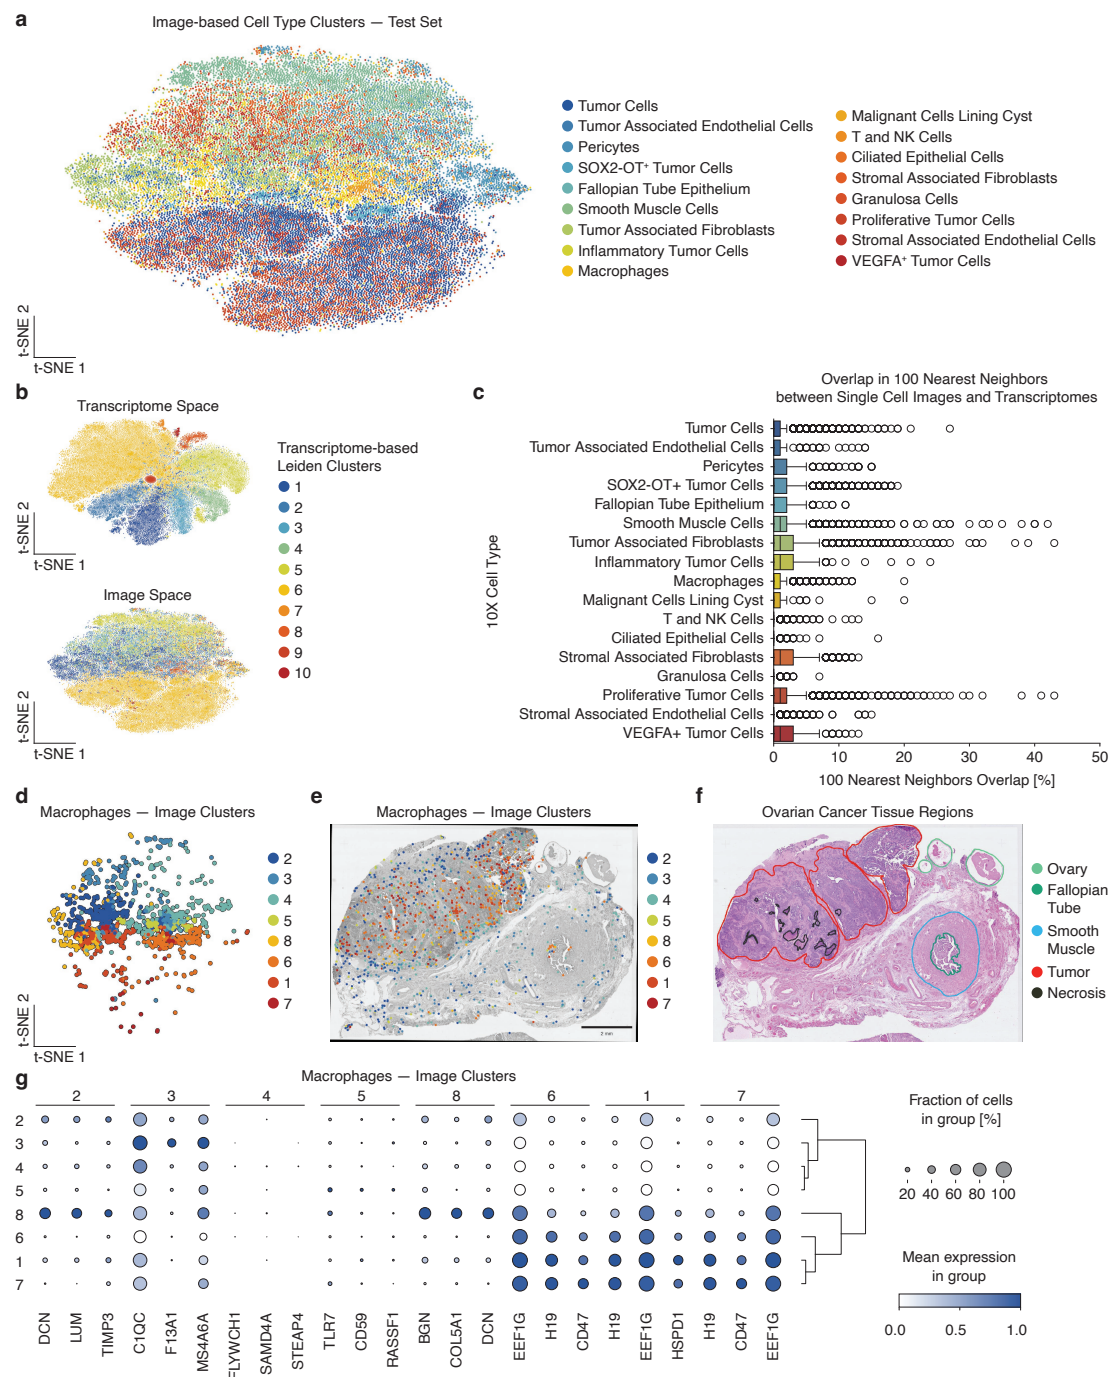 a
Image-based Cell Type Clusters — Test Set
Tumor Cells
Tumor Associated Endothelial Cells
Pericytes
SOX2-OT⁺ Tumor Cells
Fallopian Tube Epithelium
Smooth Muscle Cells
Tumor Associated Fibroblasts
Inflammatory Tumor Cells
Macrophages
Malignant Cells Lining Cyst
T and NK Cells
Ciliated Epithelial Cells
Stromal Associated Fibroblasts
Granulosa Cells
Proliferative Tumor Cells
Stromal Associated Endothelial Cells
VEGFA⁺ Tumor Cells
t-SNE 2
t-SNE 1
b
Transcriptome Space
t-SNE 2
t-SNE 1
Image Space
t-SNE 2
t-SNE 1
Transcriptome-based
Leiden Clusters
1
2
3
4
5
6
7
8
9
10
c
Overlap in 100 Nearest Neighbors
between Single Cell Images and Transcriptomes
10X Cell Type
Tumor Cells
Tumor Associated Endothelial Cells
Pericytes
SOX2-OT+ Tumor Cells
Fallopian Tube Epithelium
Smooth Muscle Cells
Tumor Associated Fibroblasts
Inflammatory Tumor Cells
Macrophages
Malignant Cells Lining Cyst
T and NK Cells
Ciliated Epithelial Cells
Stromal Associated Fibroblasts
Granulosa Cells
Proliferative Tumor Cells
Stromal Associated Endothelial Cells
VEGFA+ Tumor Cells
0 10 20 30 40 50
100 Nearest Neighbors Overlap [%]
d
Macrophages — Image Clusters
2
3
4
5
8
6
1
7
t-SNE 2
t-SNE 1
e
Macrophages — Image Clusters
2
3
4
5
8
6
1
7
2 mm
f
Ovarian Cancer Tissue Regions
Ovary
Fallopian
Tube
Smooth
Muscle
Tumor
Necrosis
g
Macrophages — Image Clusters
2 3 4 5 8 6 1 7
2
3
4
5
8
6
1
7
DCN LUM TIMP3 C1QC F13A1 MS4A6A FLYWCH1 SAMD4A STEAP4 TLR7 CD59 RASSF1 BGN COL5A1 DCN EEF1G H19 CD47 H19 EEF1G HSPD1 H19 CD47 EEF1G
Fraction of cells
in group [%]
20 40 60 80 100
Mean expression
in group
0.0 0.5 1.0